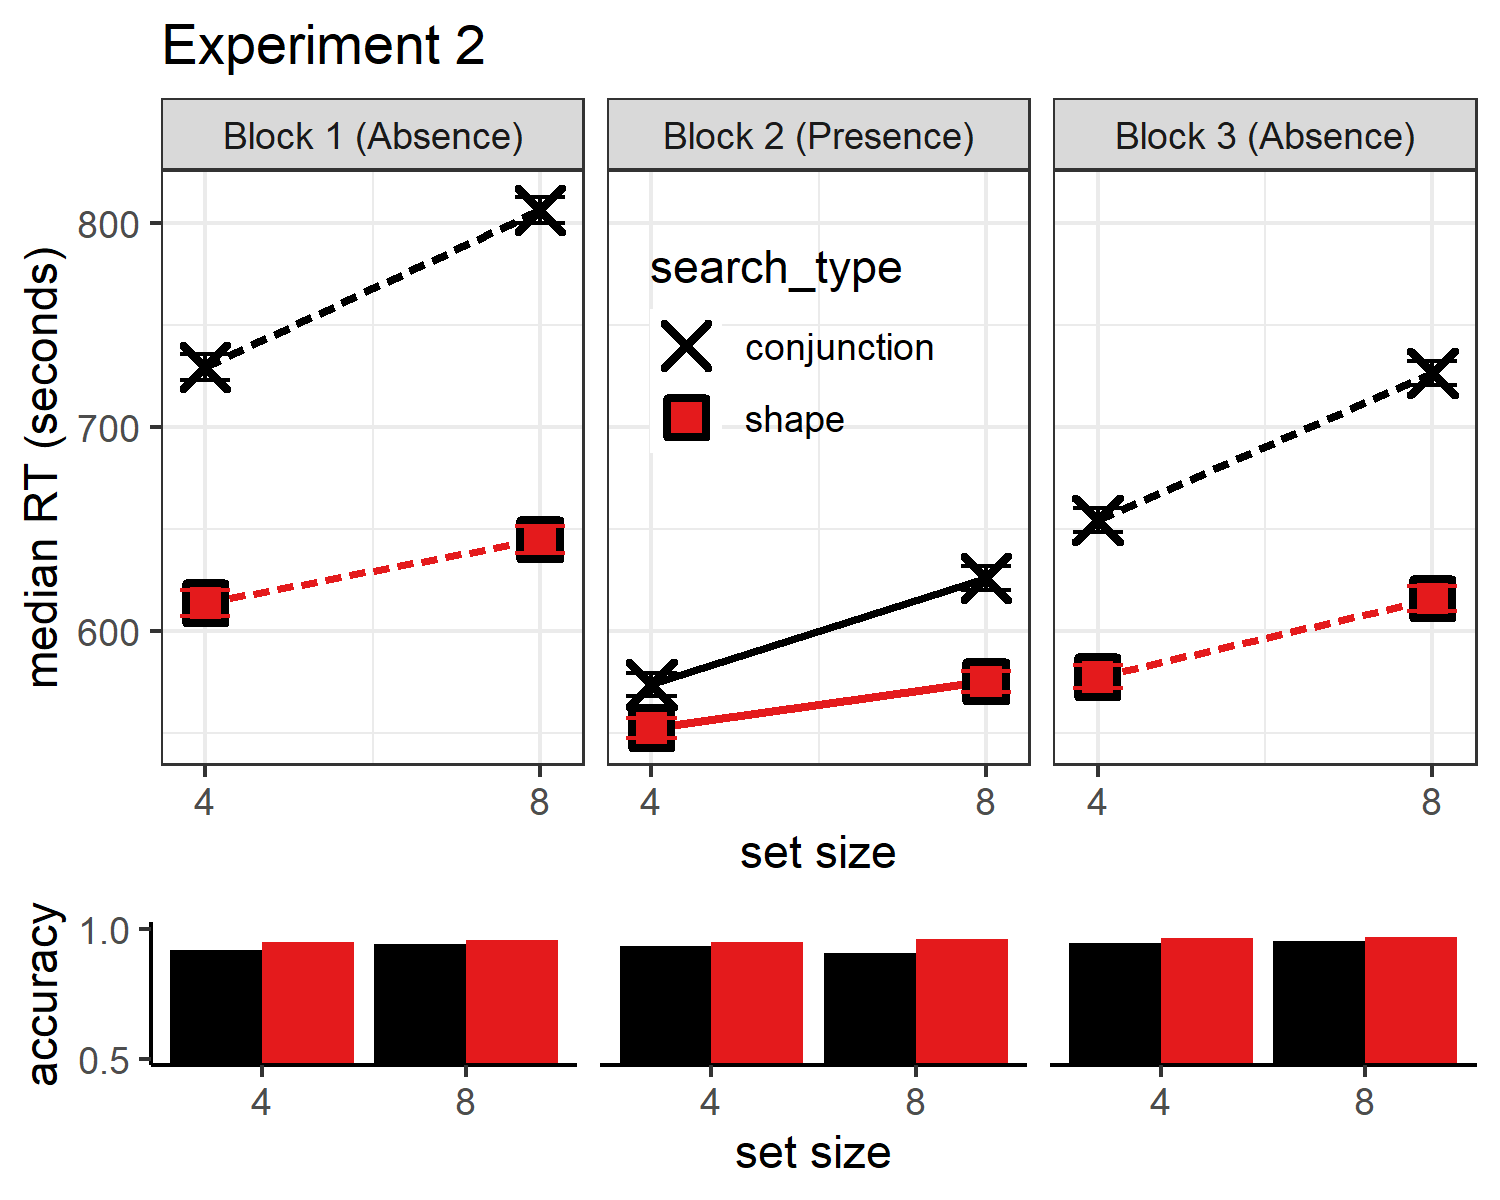 Experiment 2
Block 1 (Absence)
Block 2 (Presence)
Block 3 (Absence)
median RT (seconds)
800
700
600
search_type
conjunction
shape
4
8
4
8
4
8
set size
accuracy
1.0
0.5
4
8
4
8
4
8
set size